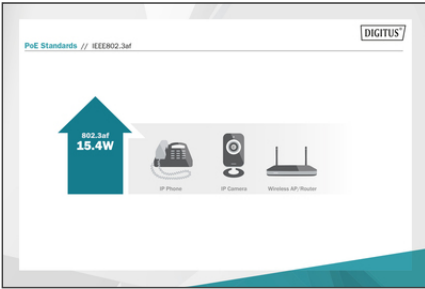 DIGITUS®
PoE Standards // IEEE802.3af
802.3af
15.4W
IP Phone
IP Camera
Wireless AP/Router